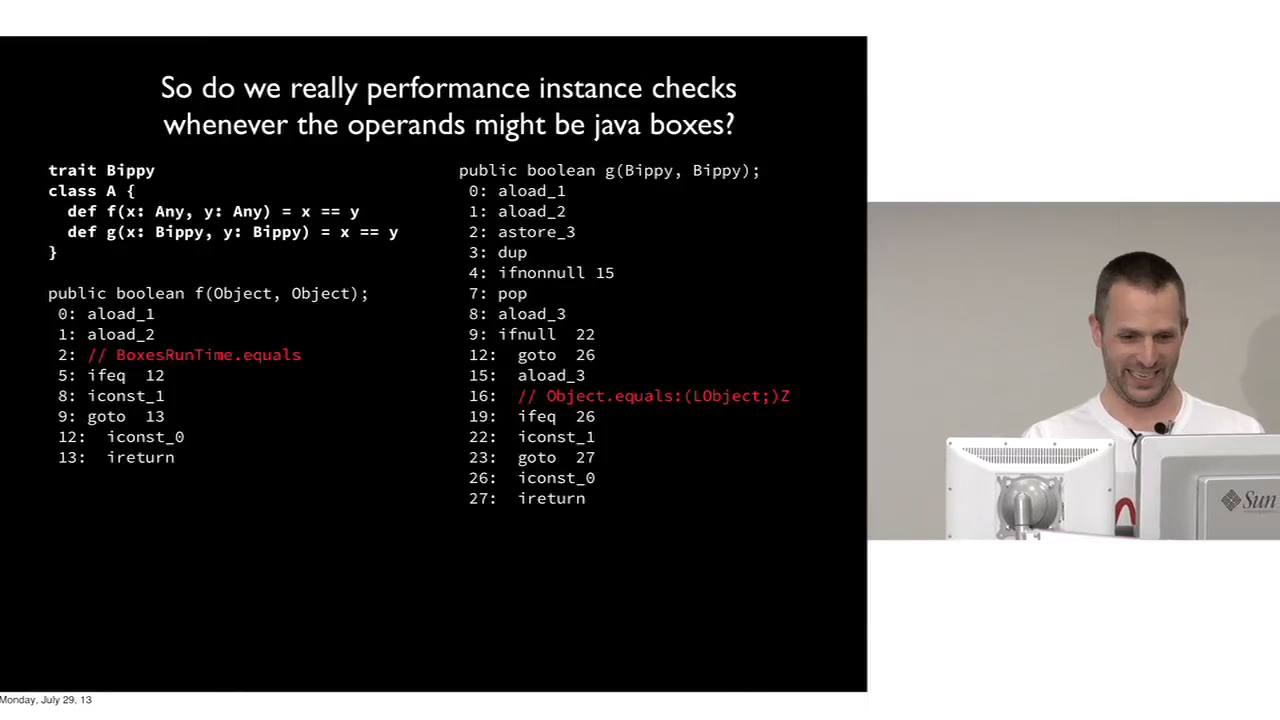 So do we really performance instance checks
whenever the operands might be java boxes?
trait Bippy
class A {
def f(x: Any, y: Any) = x == y
def g(x: Bippy, y: Bippy) = x == y
}
public boolean f(Object, Object);
0: aload_1
1: aload_2
2: // BoxesRunTime.equals
5: ifeq 12
8: iconst_1
9: goto 13
12: iconst_0
13: ireturn
public boolean g(Bippy, Bippy);
0: aload_1
1: aload_2
2: astore_3
3: dup
4: ifnonnull 15
7: pop
8: aload_3
9: ifnull 22
12: goto 26
15: aload_3
16: // Object.equals:(LObject;)Z
19: ifeq 26
22: iconst_1
23: goto 27
26: iconst_0
27: ireturn
Sun
Monday, July 29, 13